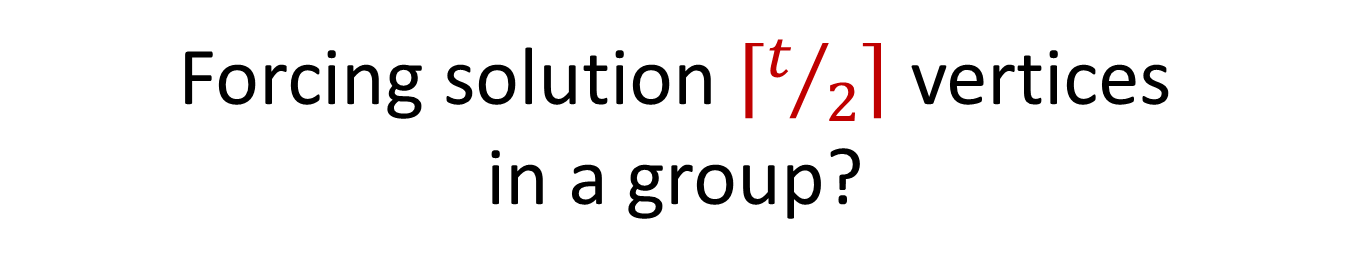 Forcing solution ⌈t/2⌉ vertices
in a group?